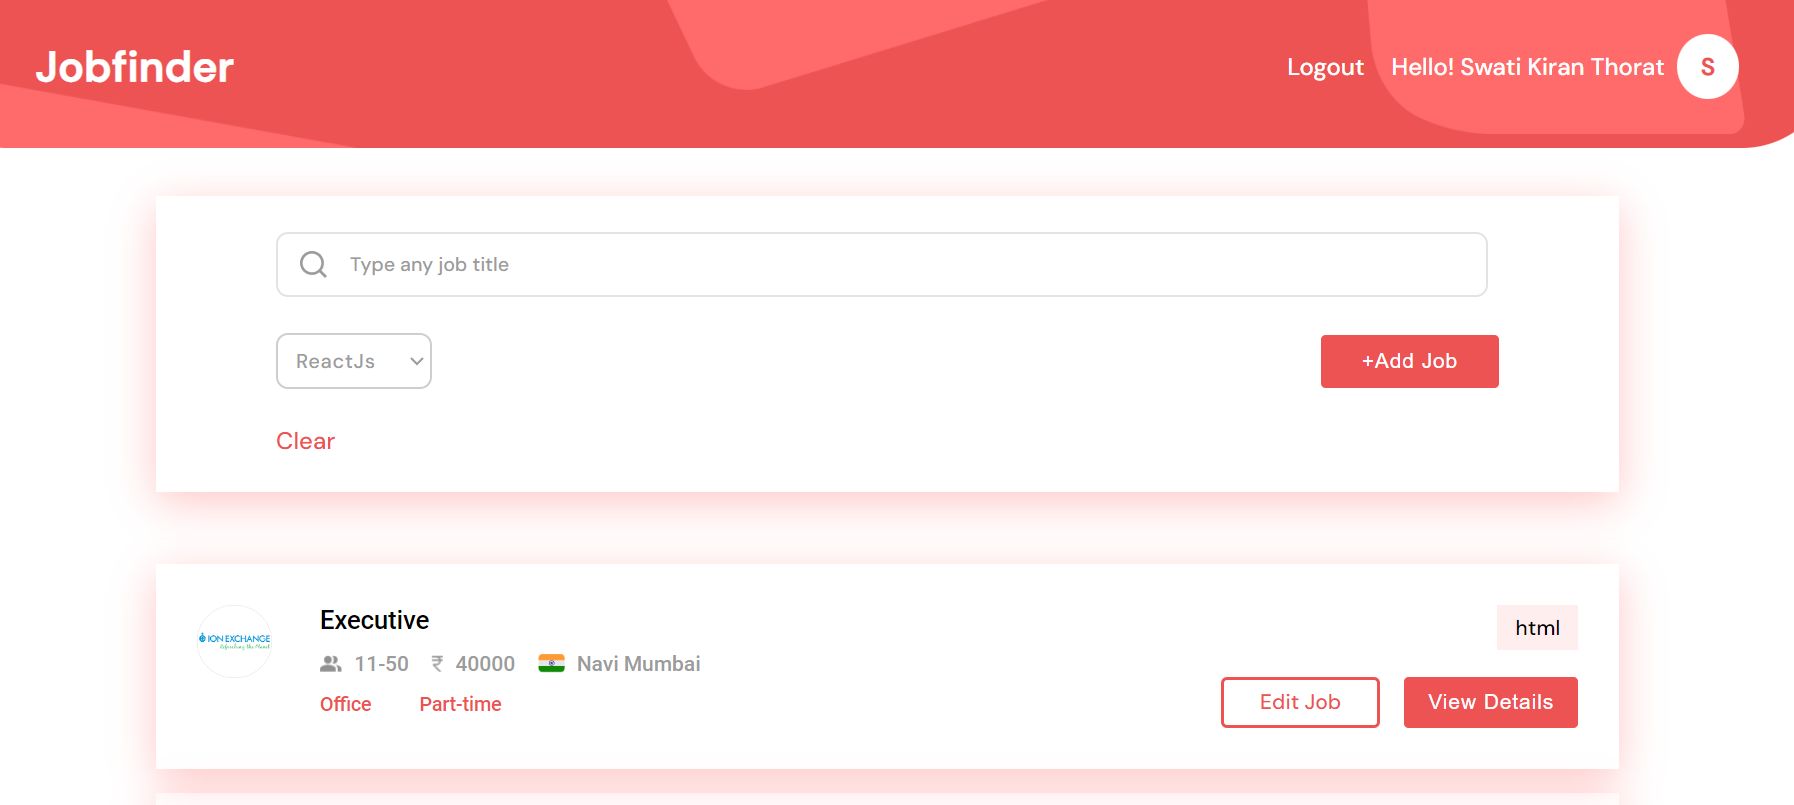 Jobfinder
Logout
Hello! Swati Kiran Thorat
S
Type any job title
ReactJs
+Add Job
Clear
ION EXCHANGE
Refreshing the Planet
Executive
html
11-50 ₹ 40000 Navi Mumbai
Office Part-time
Edit Job
View Details